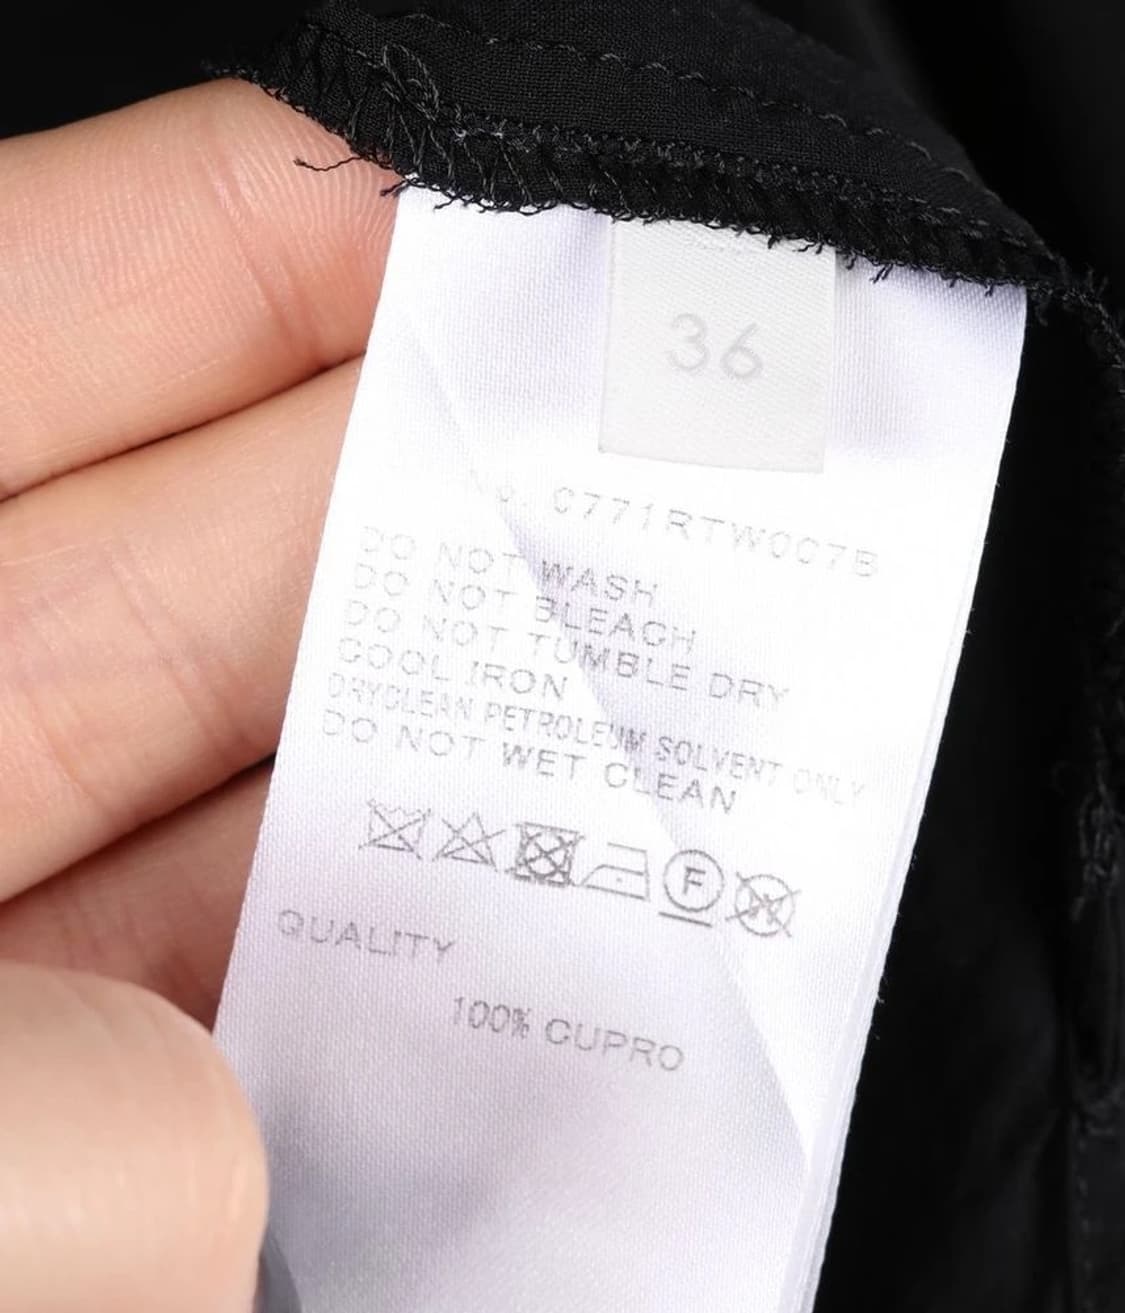 36
No. C771RTW007B
DO NOT WASH
DO NOT BLEACH
DO NOT TUMBLE DRY
COOL IRON
DRYCLEAN PETROLEUM SOLVENT ONLY
DO NOT WET CLEAN
F W
QUALITY
100% CUPRO